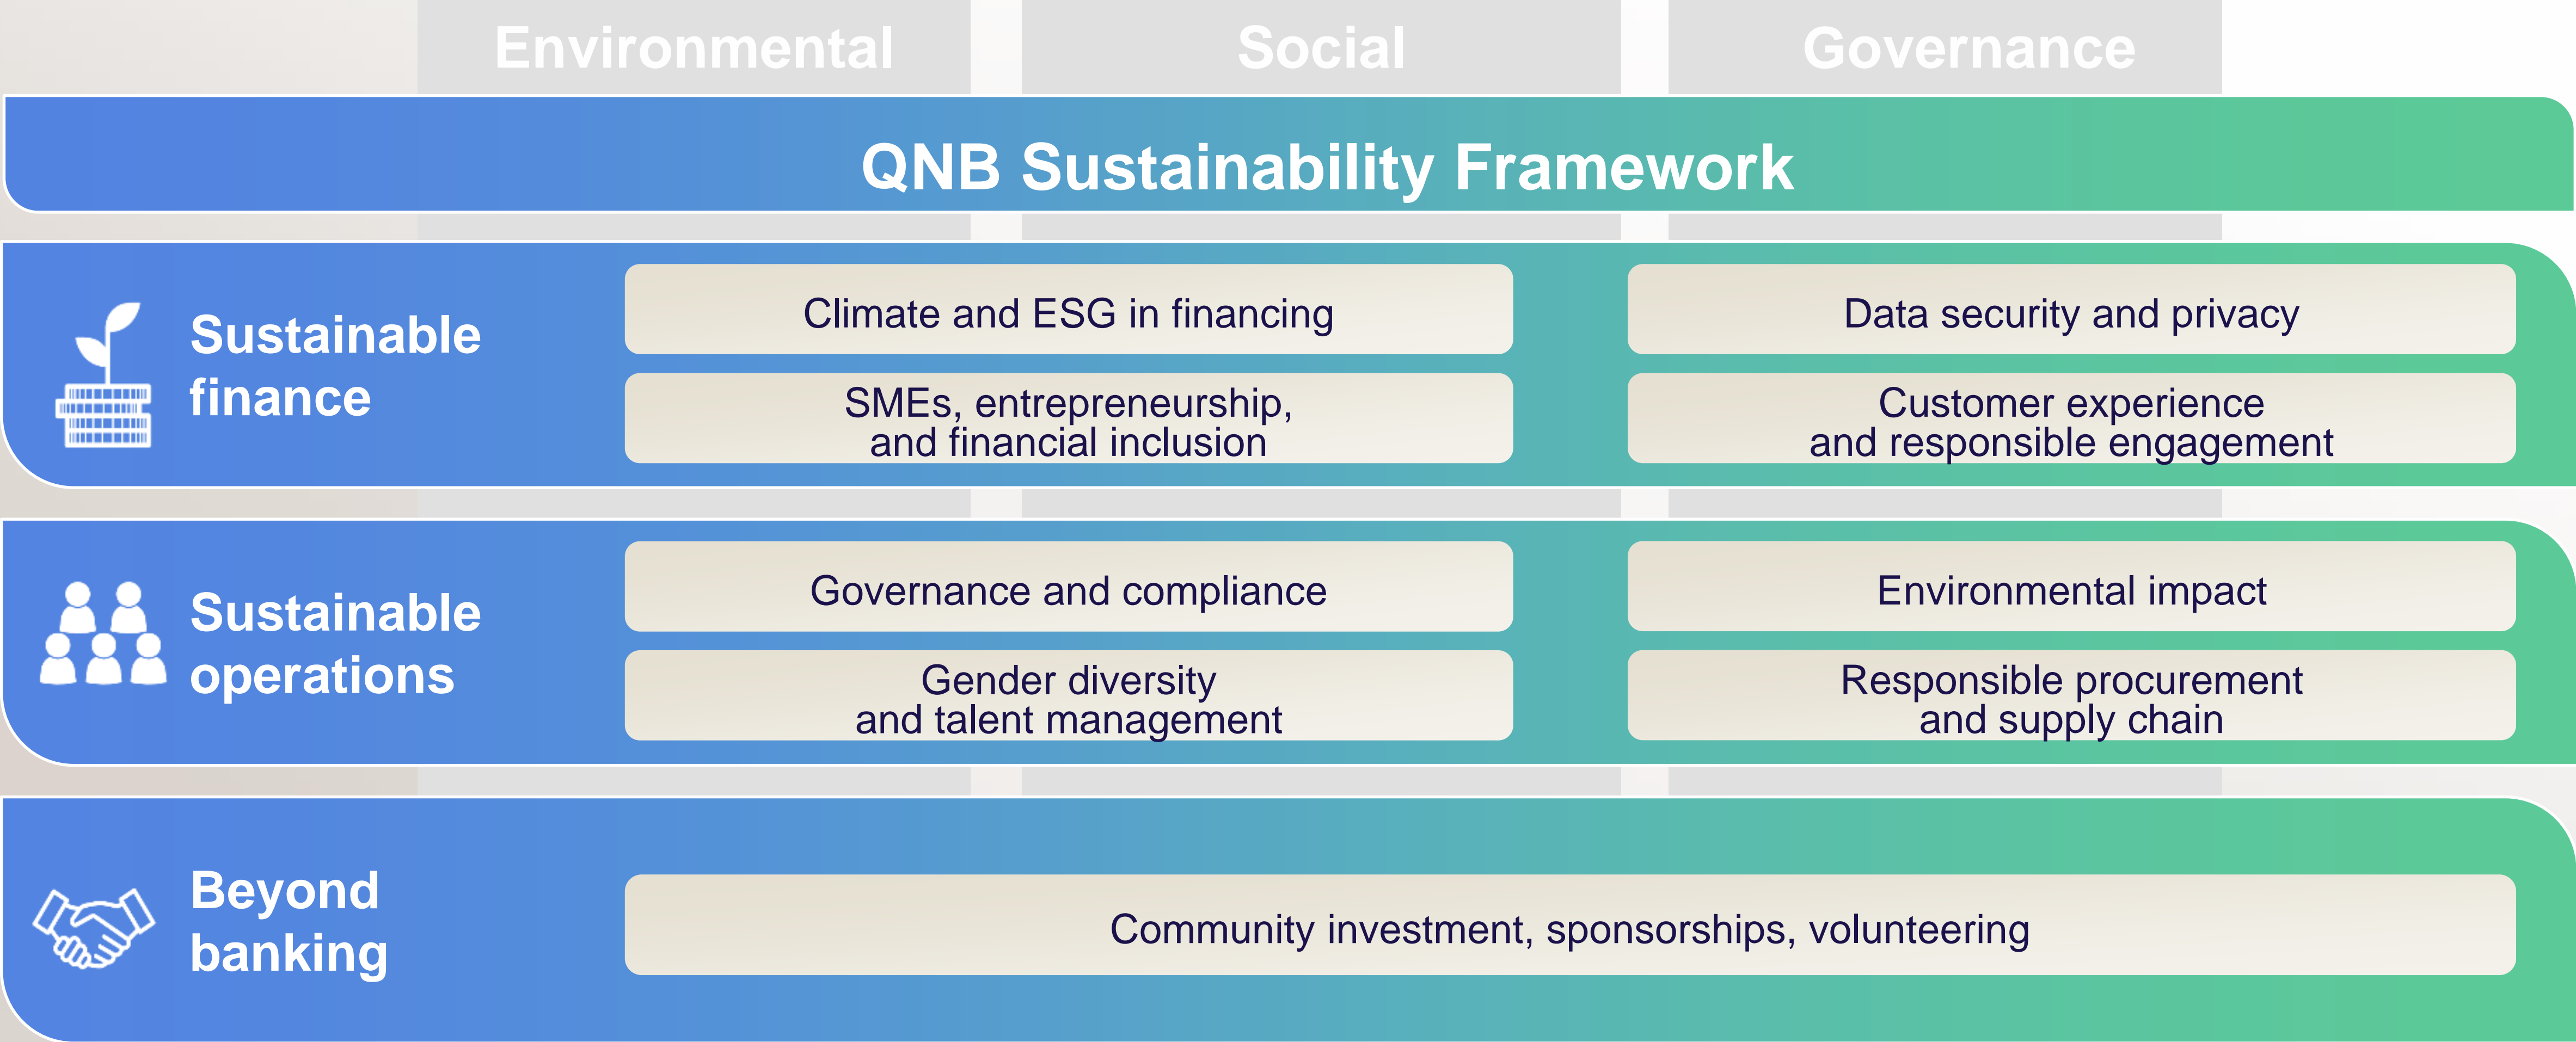 Environmental
Social
Governance
QNB Sustainability Framework
Sustainable
finance
Climate and ESG in financing
Data security and privacy
SMEs, entrepreneurship,
and financial inclusion
Customer experience
and responsible engagement
Sustainable
operations
Governance and compliance
Environmental impact
Gender diversity
and talent management
Responsible procurement
and supply chain
Beyond
banking
Community investment, sponsorships, volunteering